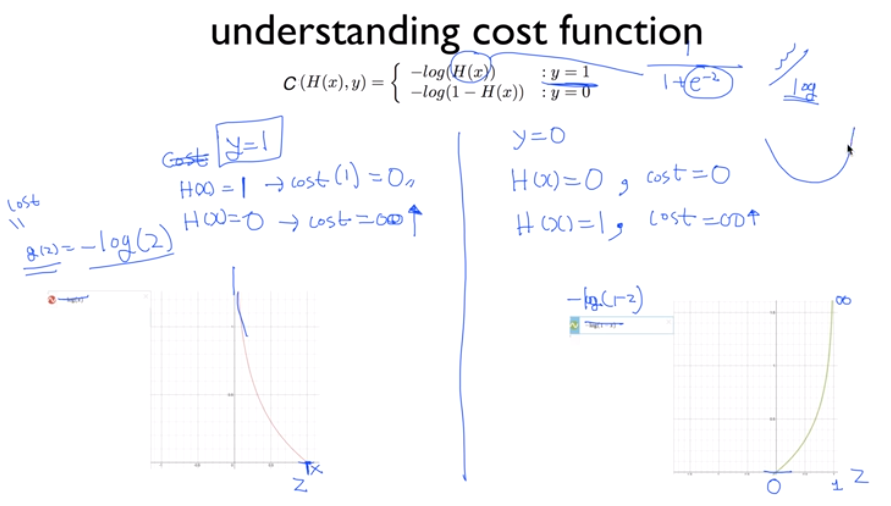 understanding cost function
C (H(x), y) = { -log(H(x)) : y = 1
-log(1 - H(x)) : y = 0
1
1+e^-z
log
Cost y=1
H(x)=1 → cost(1)=0
H(x)=0 → cost=∞↑
cost
=
g(z)=-log(z)
y=0
H(x)=0, cost=0
H(x)=1, cost=∞↑
-log(1-z)
∞
x
z
0 1 z